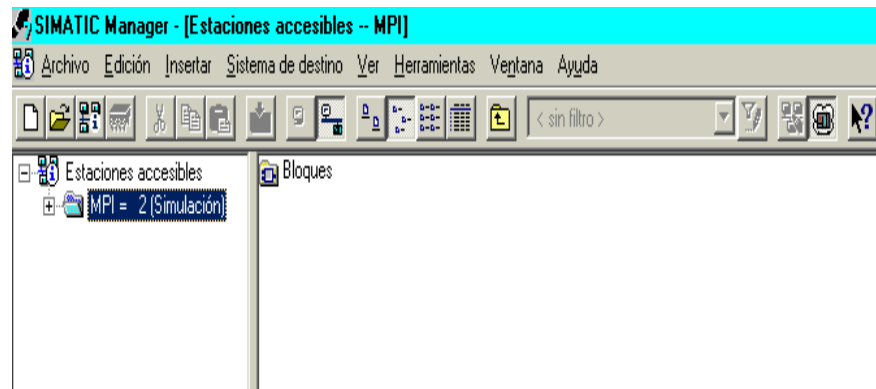 SIMATIC Manager - [Estaciones accesibles -- MPI]
Archivo Edición Insertar Sistema de destino Ver Herramientas Ventana Ayuda
< sin filtro >
Estaciones accesibles
MPI = 2 (Simulación)
Bloques